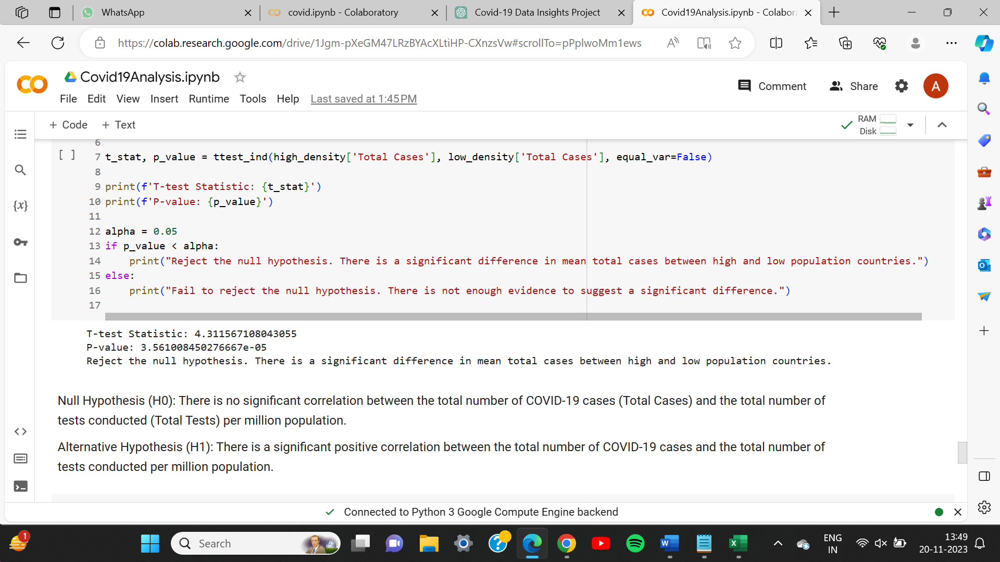 WhatsApp
covid.ipynb - Colaboratory
Covid-19 Data Insights Project
Covid19Analysis.ipynb - Colabora
https://colab.research.google.com/drive/1Jgm-pXeGM47LRzBYAcXLtiHP-CXnzsVw#scrollTo=pPplwoMm1ews
Covid19Analysis.ipynb
Comment
Share
A
File Edit View Insert Runtime Tools Help Last saved at 1:45 PM
+ Code + Text
RAM
Disk
6
[ ] 7 t_stat, p_value = ttest_ind(high_density['Total Cases'], low_density['Total Cases'], equal_var=False)
8
9 print(f'T-test Statistic: {t_stat}')
10 print(f'P-value: {p_value}')
11
12 alpha = 0.05
13 if p_value < alpha:
14 print("Reject the null hypothesis. There is a significant difference in mean total cases between high and low population countries.")
15 else:
16 print("Fail to reject the null hypothesis. There is not enough evidence to suggest a significant difference.")
17
T-test Statistic: 4.311567108043055
P-value: 3.561008450276667e-05
Reject the null hypothesis. There is a significant difference in mean total cases between high and low population countries.
Null Hypothesis (H0): There is no significant correlation between the total number of COVID-19 cases (Total Cases) and the total number of
tests conducted (Total Tests) per million population.
Alternative Hypothesis (H1): There is a significant positive correlation between the total number of COVID-19 cases and the total number of
tests conducted per million population.
Connected to Python 3 Google Compute Engine backend
1
Search
ENG
IN
13:49
20-11-2023